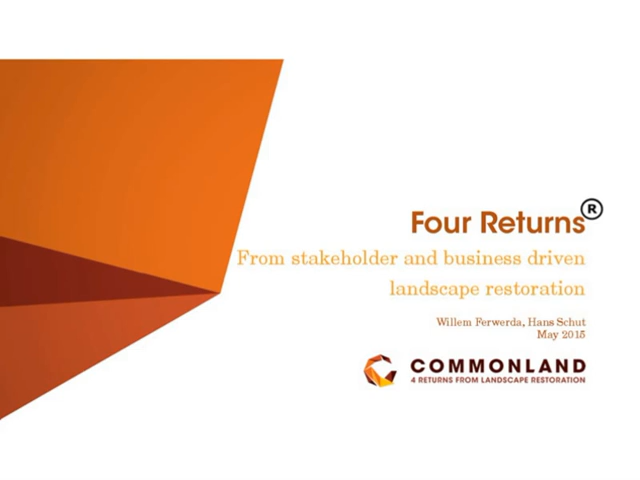 Four Returns®
From stakeholder and business driven
landscape restoration
Willem Ferwerda, Hans Schut
May 2015
COMMONLAND
4 RETURNS FROM LANDSCAPE RESTORATION